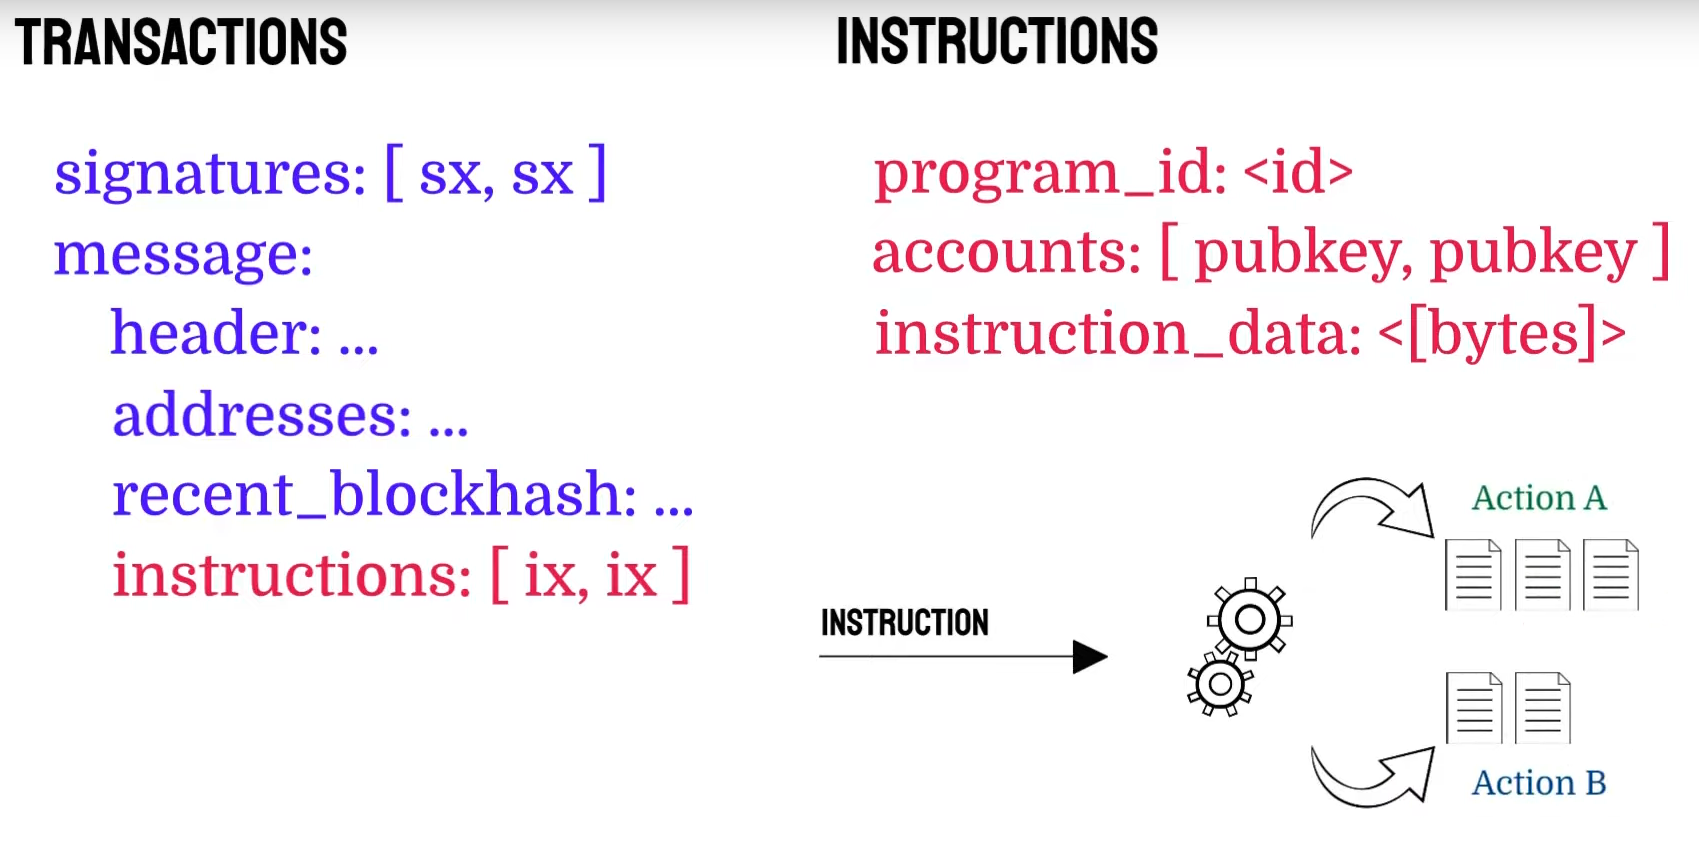 TRANSACTIONS
signatures: [ sx, sx ]
message:
header: ...
addresses: ...
recent_blockhash: ...
instructions: [ ix, ix ]
INSTRUCTIONS
program_id: <id>
accounts: [ pubkey, pubkey ]
instruction_data: <[bytes]>
INSTRUCTION
Action A
Action B